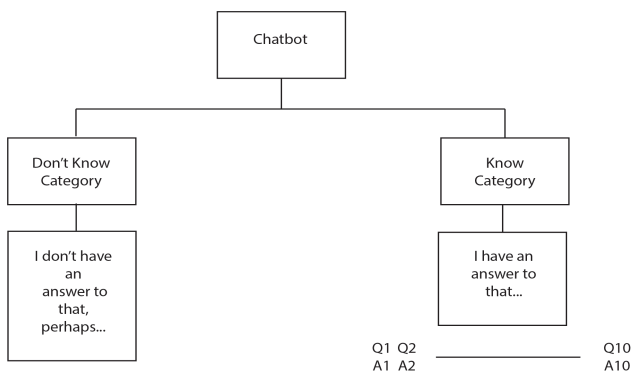 Chatbot
Don't Know
Category
Know
Category
I don't have
an
answer to
that,
perhaps...
I have an
answer to
that...
Q1 Q2 Q10
A1 A2 A10